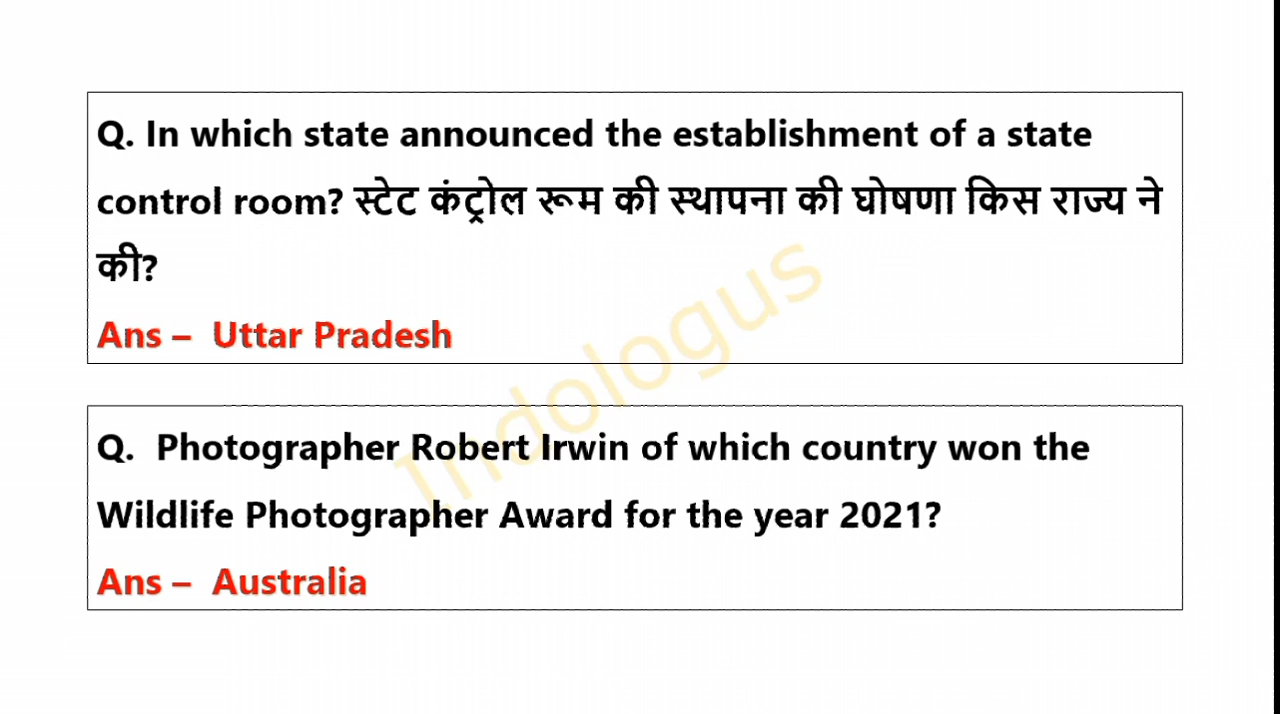 Q. In which state announced the establishment of a state
control room? स्टेट कंट्रोल रूम की स्थापना की घोषणा किस राज्य ने
की?
Ans – Uttar Pradesh
Indologus
Q. Photographer Robert Irwin of which country won the
Wildlife Photographer Award for the year 2021?
Ans – Australia